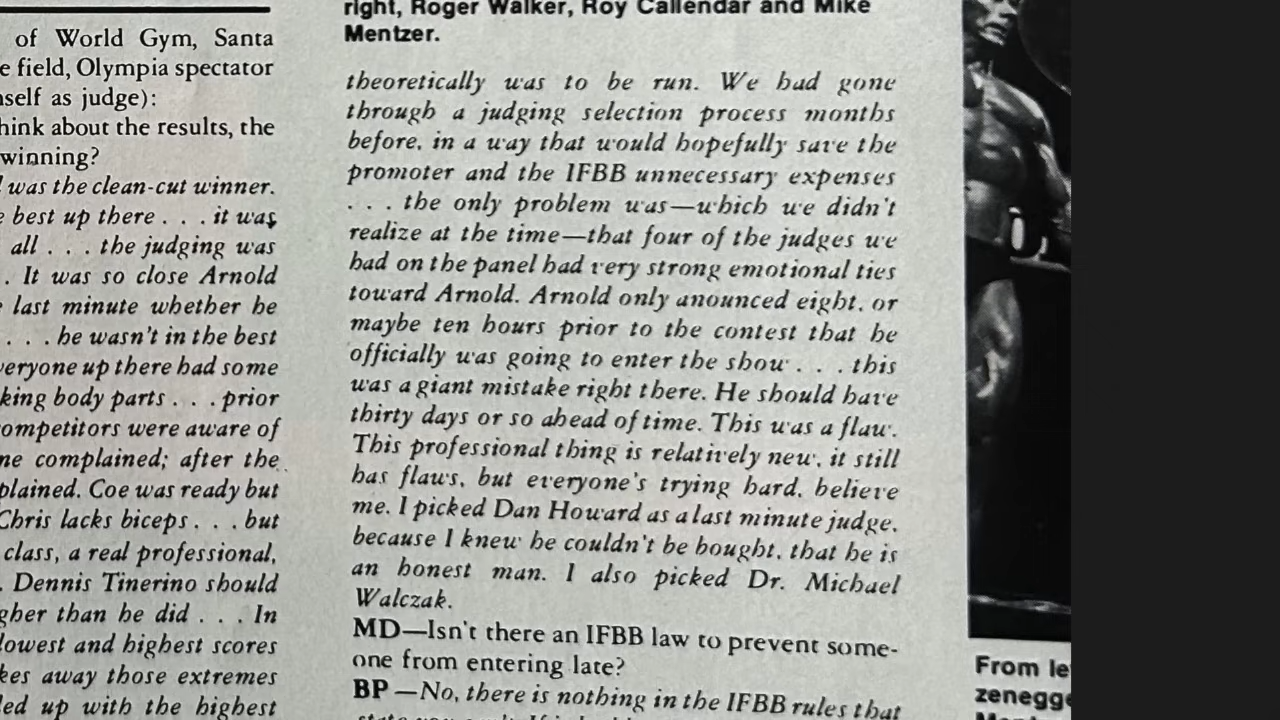 of World Gym, Santa
field, Olympia spectator
as judge):
about the results, the
winning?
was the clean-cut winner.
best up there . . . it was
all . . . the judging was
. It was so close Arnold
last minute whether he
. . . he wasn't in the best
up there had some
body parts . . . prior
were aware of
complained; after the
Coe was ready but
Chris lacks biceps . . . but
class, a real professional,
. Dennis Tinerino should
than he did . . . In
and highest scores
away those extremes
up with the highest
right, Roger Walker, Roy Callendar and Mike
Mentzer.
theoretically was to be run. We had gone
through a judging selection process months
before, in a way that would hopefully save the
promoter and the IFBB unnecessary expenses
. . . the only problem was—which we didn't
realize at the time—that four of the judges we
had on the panel had very strong emotional ties
toward Arnold. Arnold only anounced eight, or
maybe ten hours prior to the contest that he
officially was going to enter the show . . . this
was a giant mistake right there. He should have
thirty days or so ahead of time. This was a flaw.
This professional thing is relatively new, it still
has flaws, but everyone's trying hard, believe
me. I picked Dan Howard as a last minute judge,
because I knew he couldn't be bought, that he is
an honest man. I also picked Dr. Michael
Walczak.
MD—Isn't there an IFBB law to prevent some-
one from entering late?
BP—No, there is nothing in the IFBB rules that
From